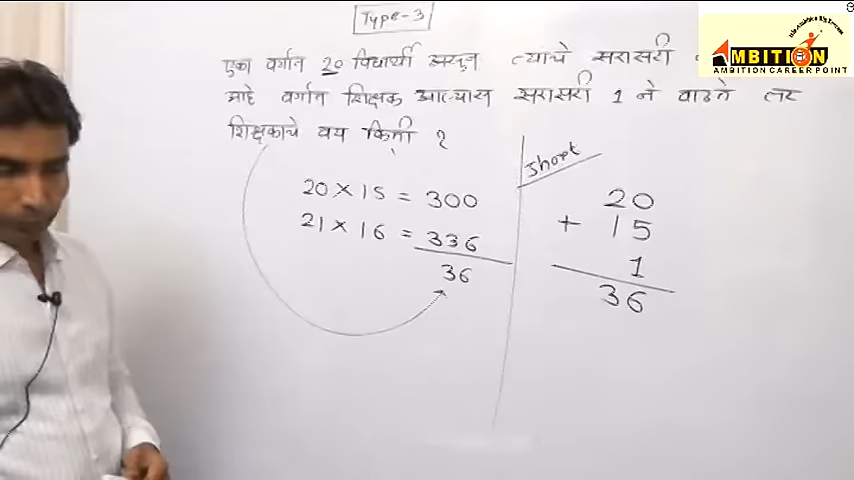 Type-3
एका वर्गात 20 विद्यार्थी असून त्यांचे सरासरी
आहे वर्गात शिक्षक आल्यास सरासरी 1 ने वाढते तर
शिक्षकाचे वय किती ?
20 × 15 = 300
21 × 16 = 336
36
Short
20
+ 15
1
36
AMBITION
AMBITION CAREER POINT